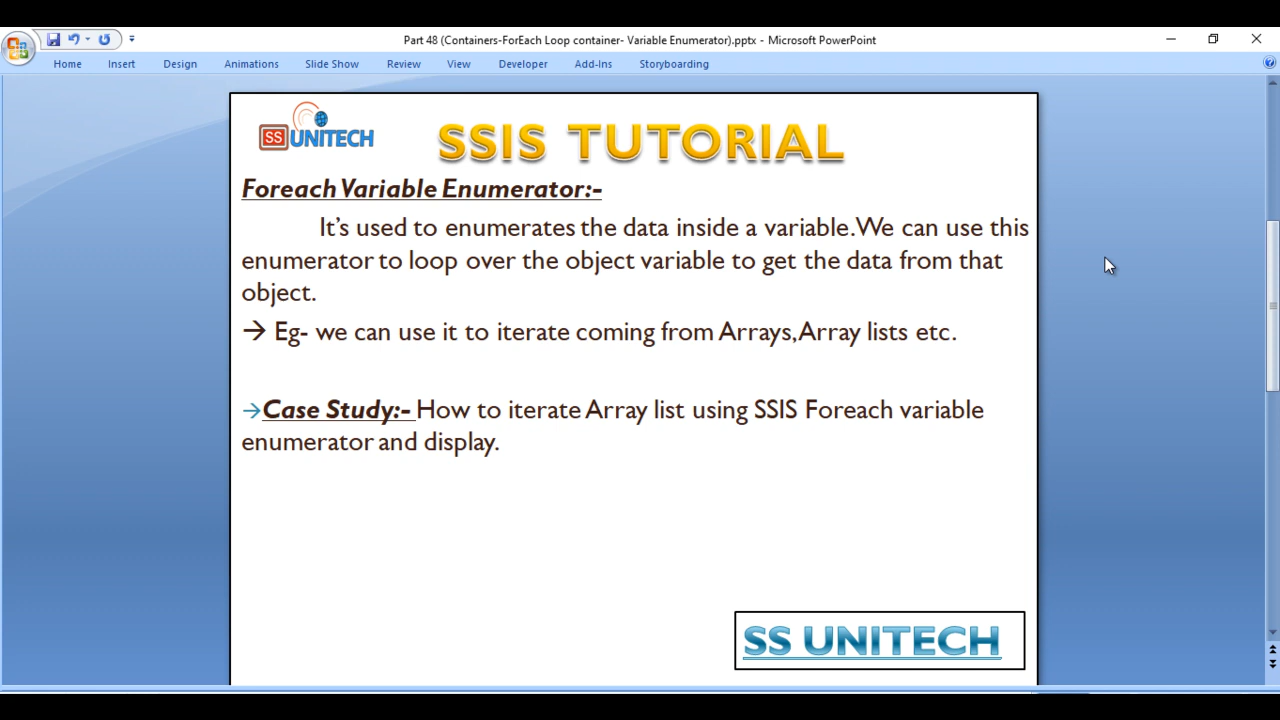 Part 48 (Containers-ForEach Loop container- Variable Enumerator).pptx - Microsoft PowerPoint
Home Insert Design Animations Slide Show Review View Developer Add-Ins Storyboarding
SS UNITECH
SSIS TUTORIAL
Foreach Variable Enumerator:-
It's used to enumerates the data inside a variable. We can use this
enumerator to loop over the object variable to get the data from that
object.
→ Eg- we can use it to iterate coming from Arrays, Array lists etc.
→Case Study:- How to iterate Array list using SSIS Foreach variable
enumerator and display.
SS UNITECH